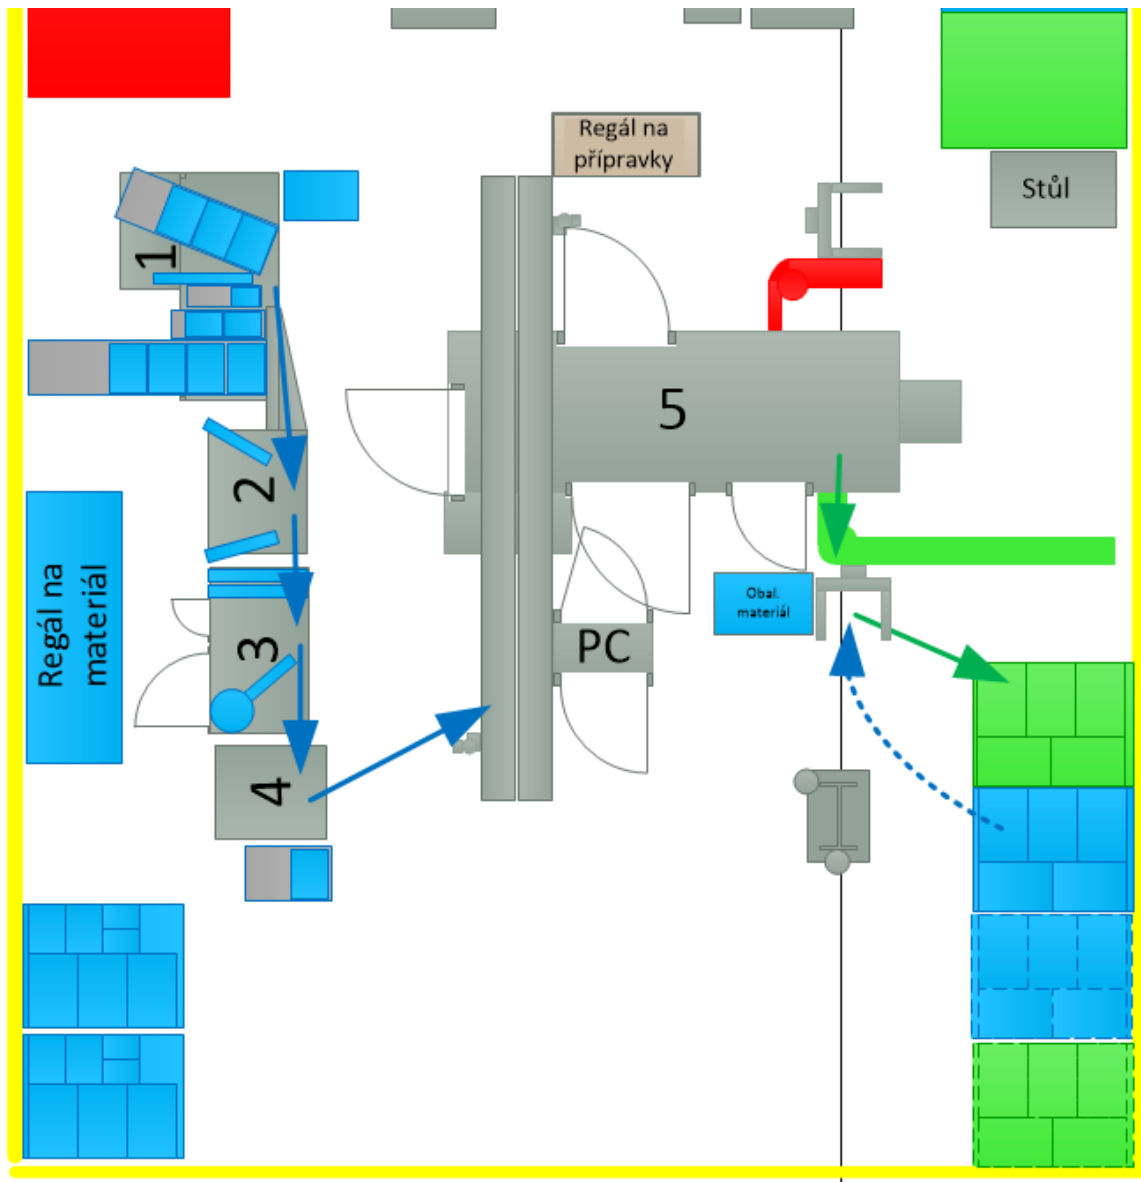 Regál na
přípravky
Stůl
1
5
2
Regál na
materiál
3
Obal.
materiál
PC
4